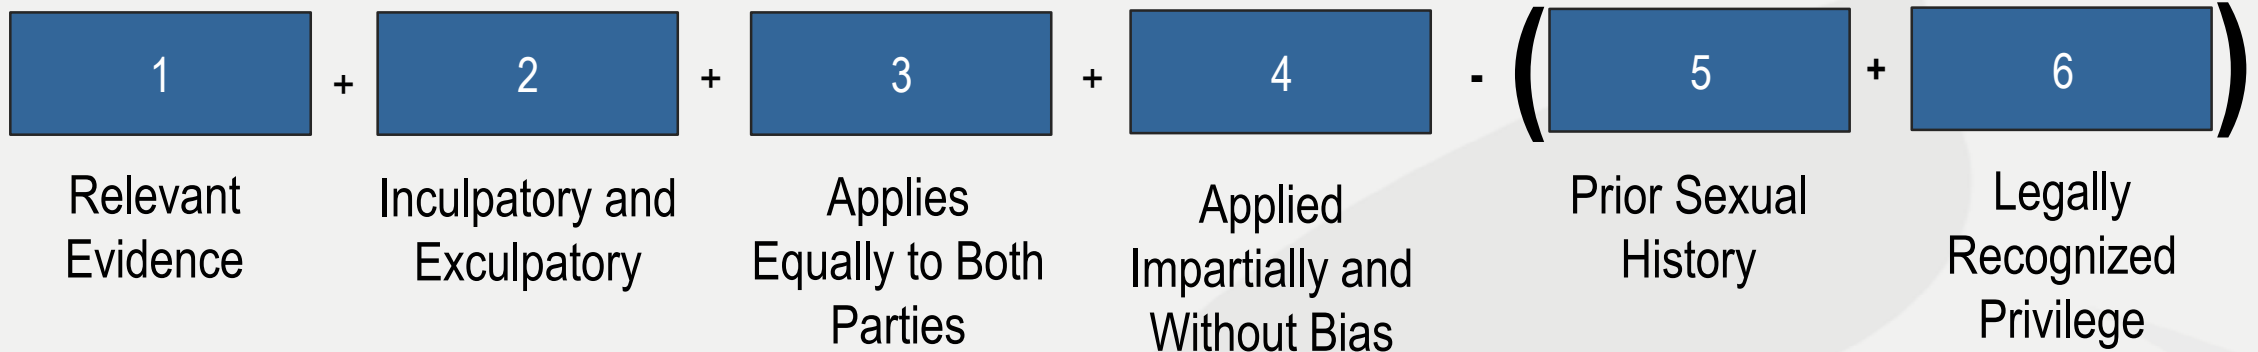 1 + 2 + 3 + 4 - ( 5 + 6 )
Relevant
Evidence
Inculpatory and
Exculpatory
Applies
Equally to Both
Parties
Applied
Impartially and
Without Bias
Prior Sexual
History
Legally
Recognized
Privilege